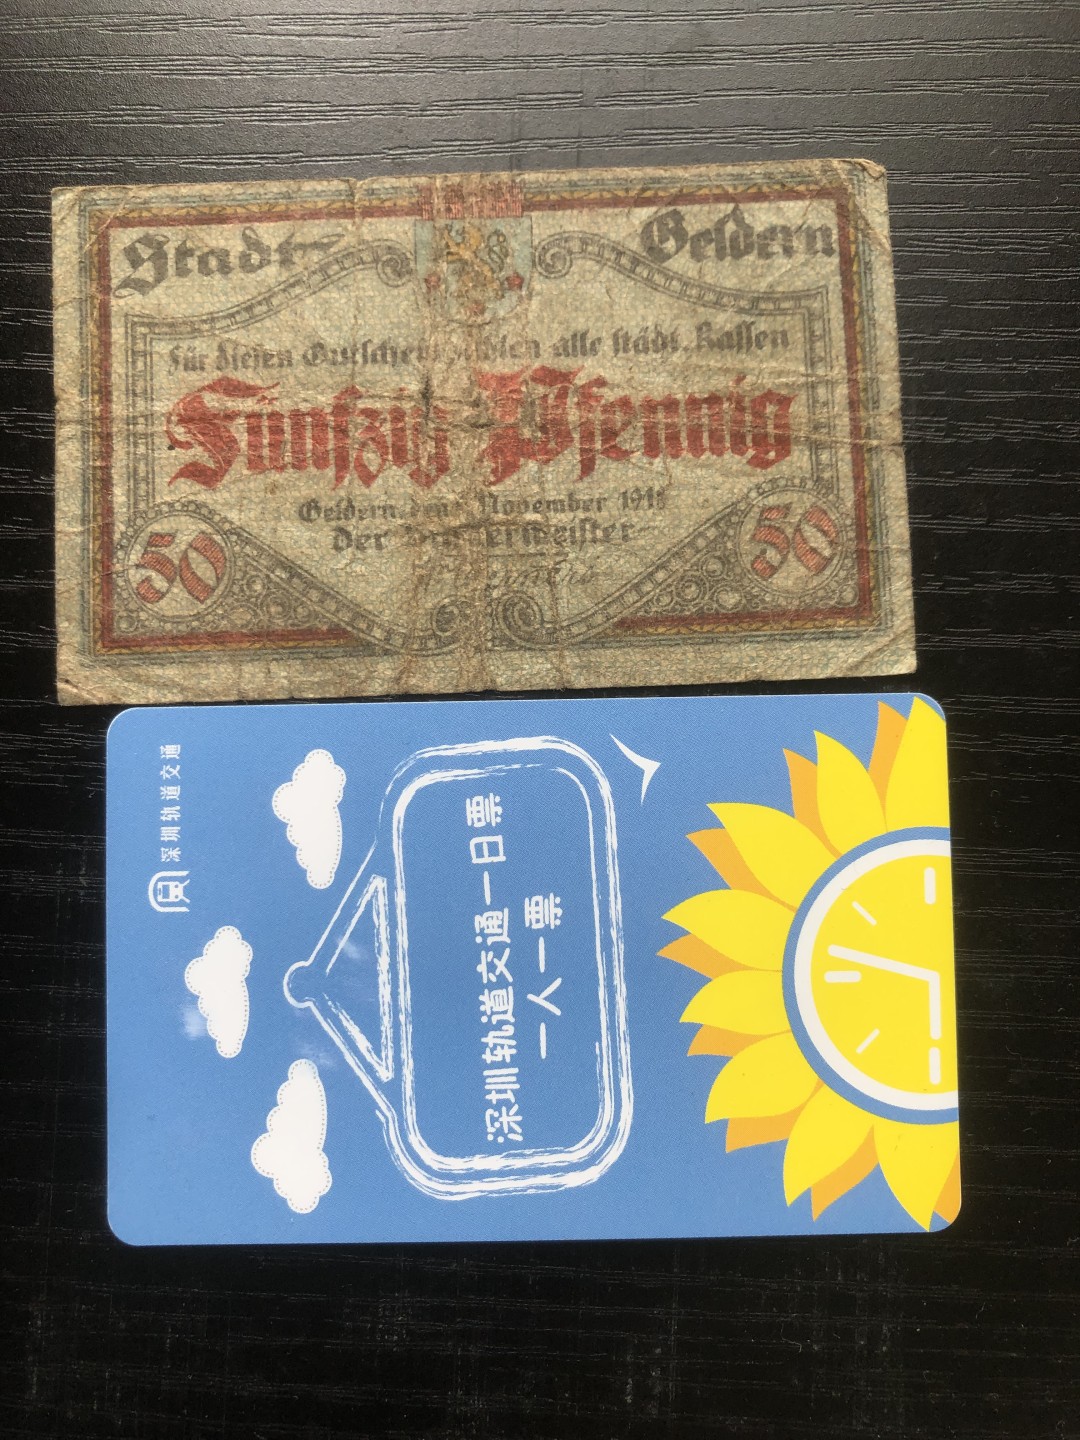 Stadt Geldern
für diesen Gutschein zahlen alle städt. Kassen
Fünfzig Pfennig
Geldern, den November 191
Der Bürgermeister
50 50
深圳轨道交通
深圳轨道交通一日票
一人一票